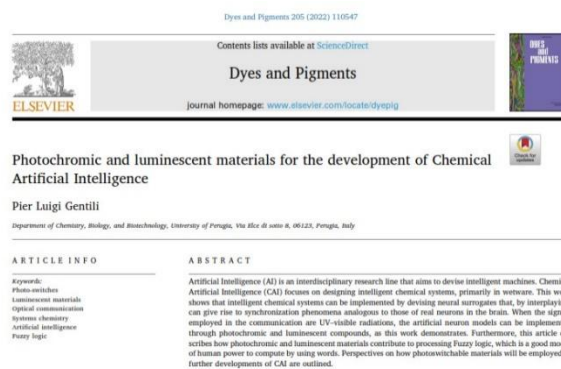 Dyes and Pigments 205 (2022) 110547
Contents lists available at ScienceDirect
Dyes and Pigments
journal homepage: www.elsevier.com/locate/dyepig
ELSEVIER
DYES
and
PIGMENTS
Check for
updates
Photochromic and luminescent materials for the development of Chemical
Artificial Intelligence
Pier Luigi Gentili
Department of Chemistry, Biology, and Biotechnology, University of Perugia, Via Elce di sotto 8, 06123, Perugia, Italy
ARTICLE INFO
Keywords:
Photo-switches
Luminescent materials
Optical communication
Systems chemistry
Artificial intelligence
Fuzzy logic
ABSTRACT
Artificial Intelligence (AI) is an interdisciplinary research line that aims to devise intelligent machines. Chemi
Artificial Intelligence (CAI) focuses on designing intelligent chemical systems, primarily in wetware. This wo
shows that intelligent chemical systems can be implemented by devising neural surrogates that, by interplayin
can give rise to synchronization phenomena analogous to those of real neurons in the brain. When the sign
employed in the communication are UV–visible radiations, the artificial neuron models can be implement
through photochromic and luminescent compounds, as this work demonstrates. Furthermore, this article d
scribes how photochromic and luminescent materials contribute to processing Fuzzy logic, which is a good mo
of human power to compute by using words. Perspectives on how photoswitchable materials will be employed
further developments of CAI are outlined.